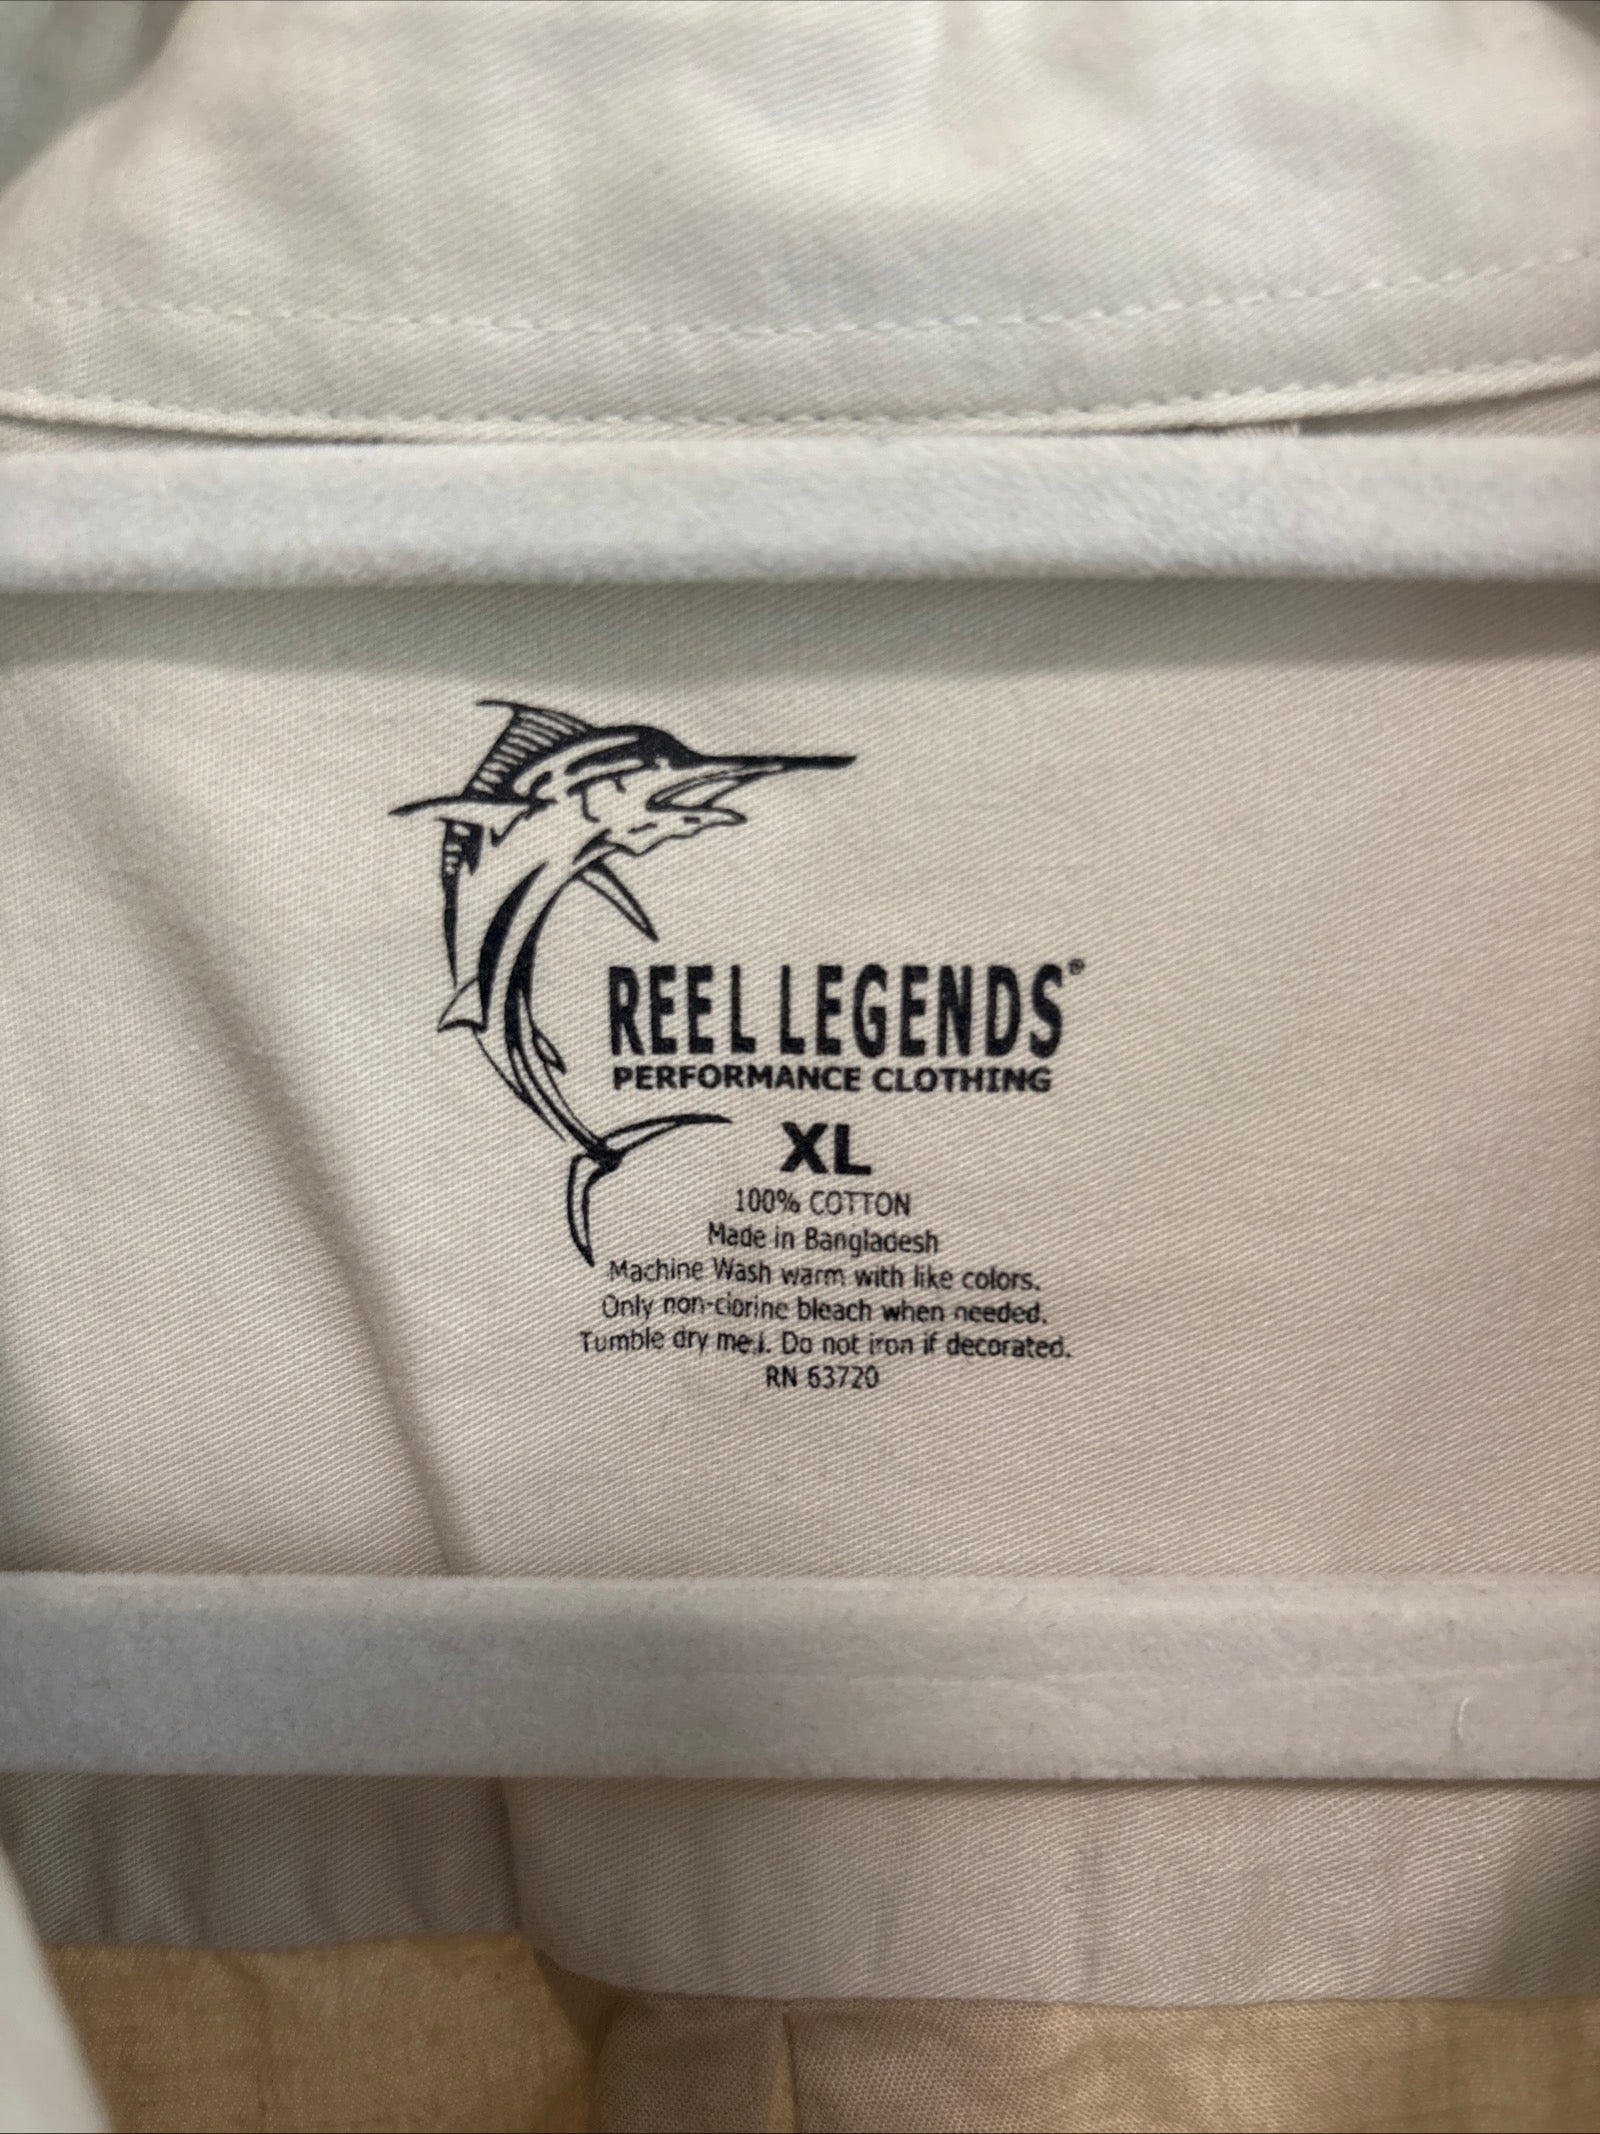 REEL LEGENDS®
PERFORMANCE CLOTHING
XL
100% COTTON
Made in Bangladesh
Machine Wash warm with like colors.
Only non-clorine bleach when needed.
Tumble dry med. Do not iron if decorated.
RN 63720